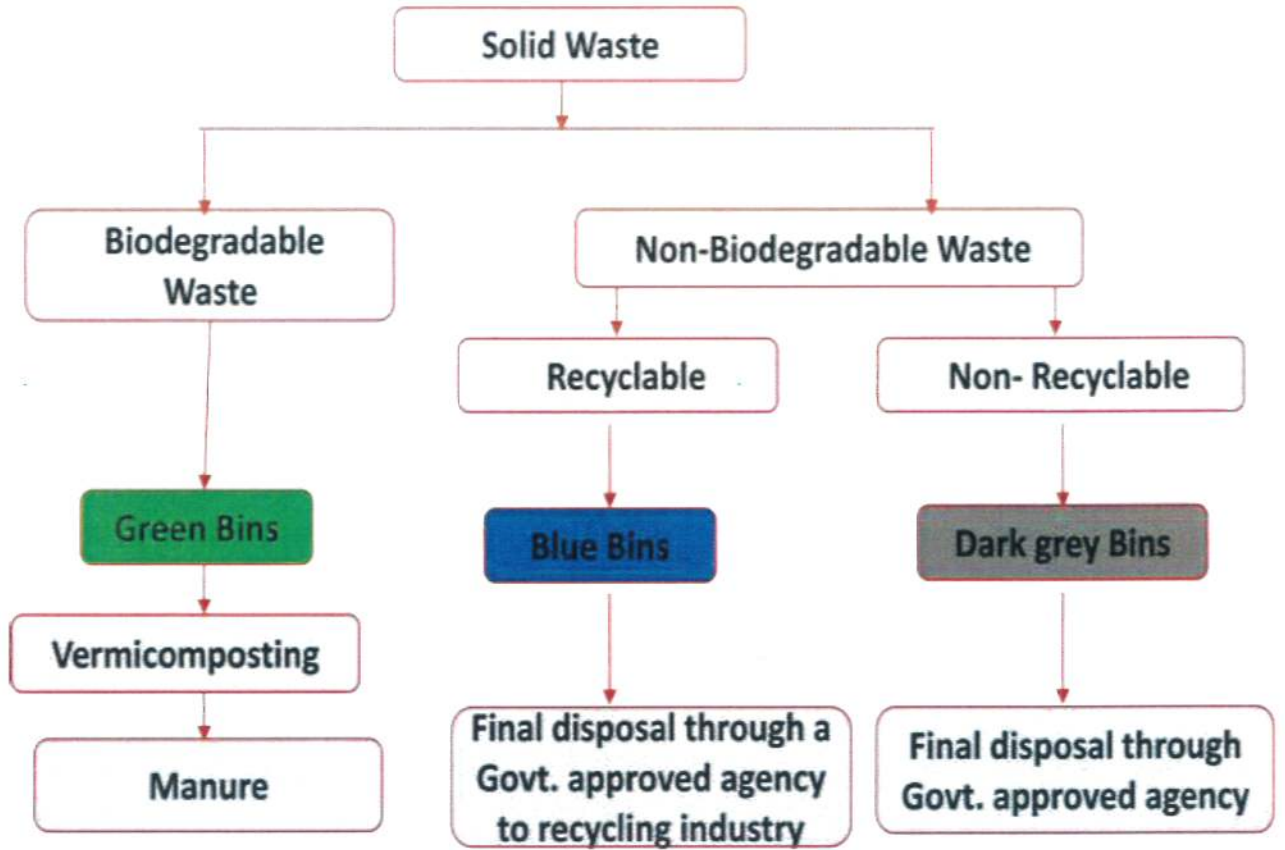 Solid Waste
Biodegradable
Waste
Non-Biodegradable Waste
Recyclable
Non- Recyclable
Green Bins
Blue Bins
Dark grey Bins
Vermicomposting
Manure
Final disposal through a
Govt. approved agency
to recycling industry
Final disposal through
Govt. approved agency